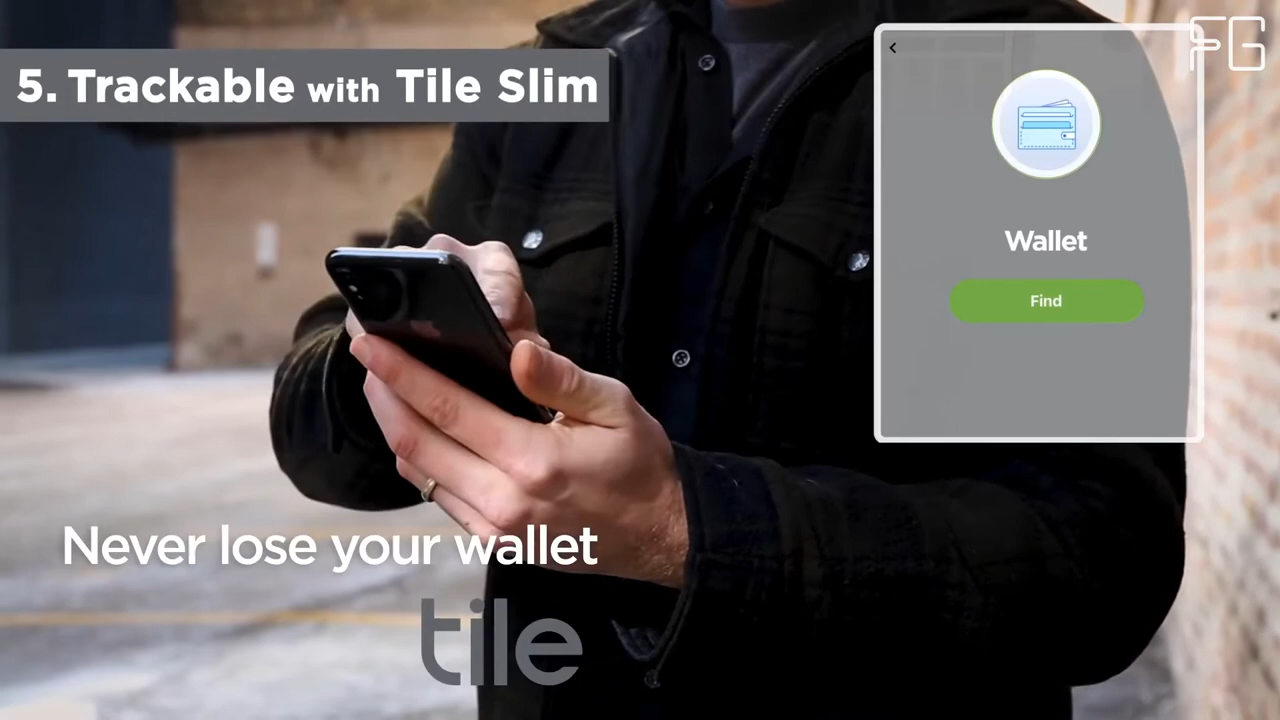 5. Trackable with Tile Slim
FG
Wallet
Find
Never lose your wallet
tile